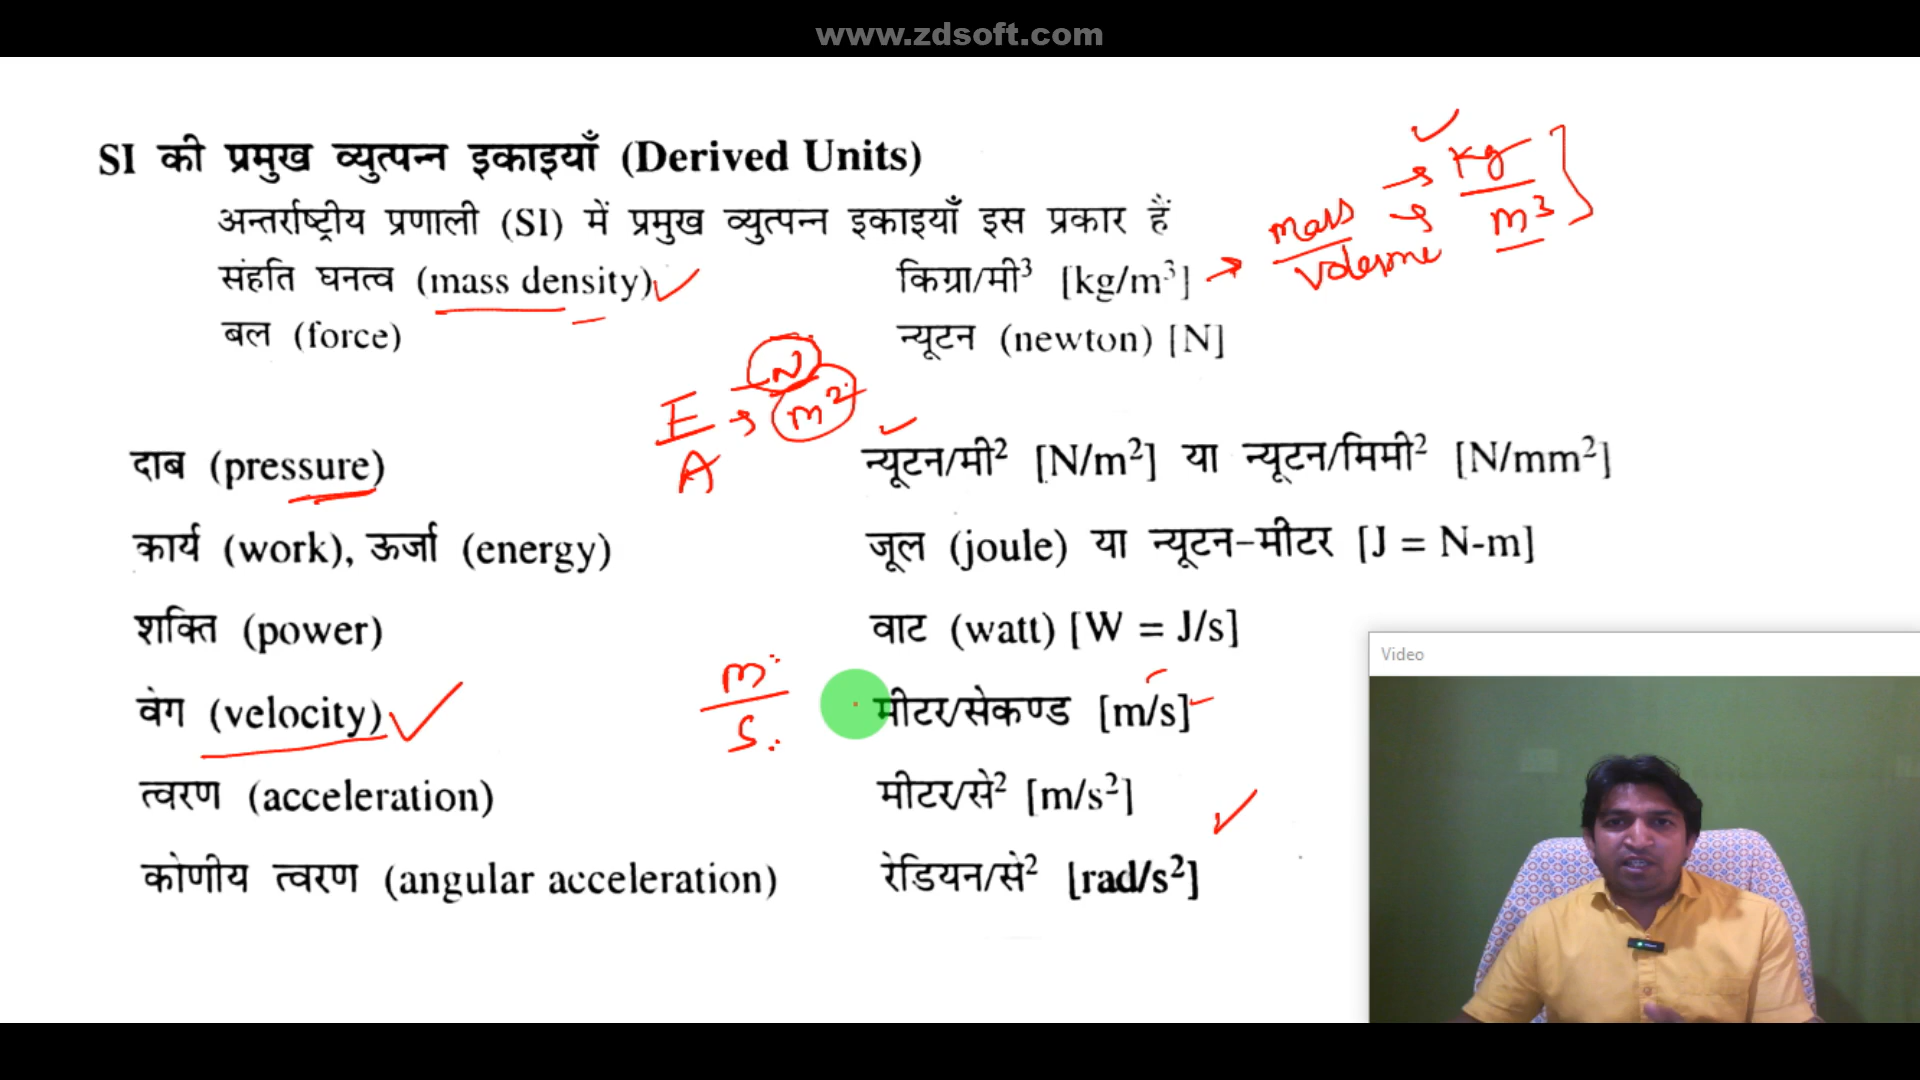 www.zdsoft.com
SI की प्रमुख व्युत्पन्न इकाइयाँ (Derived Units)
अन्तर्राष्ट्रीय प्रणाली (SI) में प्रमुख व्युत्पन्न इकाइयाँ इस प्रकार हैं
संहति घनत्व (mass density) किग्रा/मी³ [kg/m³]
mass
volume
kg
m³
बल (force) न्यूटन (newton) [N]
N
m²
F
A
दाब (pressure) न्यूटन/मी² [N/m²] या न्यूटन/मिमी² [N/mm²]
कार्य (work), ऊर्जा (energy) जूल (joule) या न्यूटन-मीटर [J = N-m]
शक्ति (power) वाट (watt) [W = J/s]
Video
m
s
वेग (velocity) मीटर/सेकण्ड [m/s]
त्वरण (acceleration) मीटर/से² [m/s²]
कोणीय त्वरण (angular acceleration) रेडियन/से² [rad/s²]